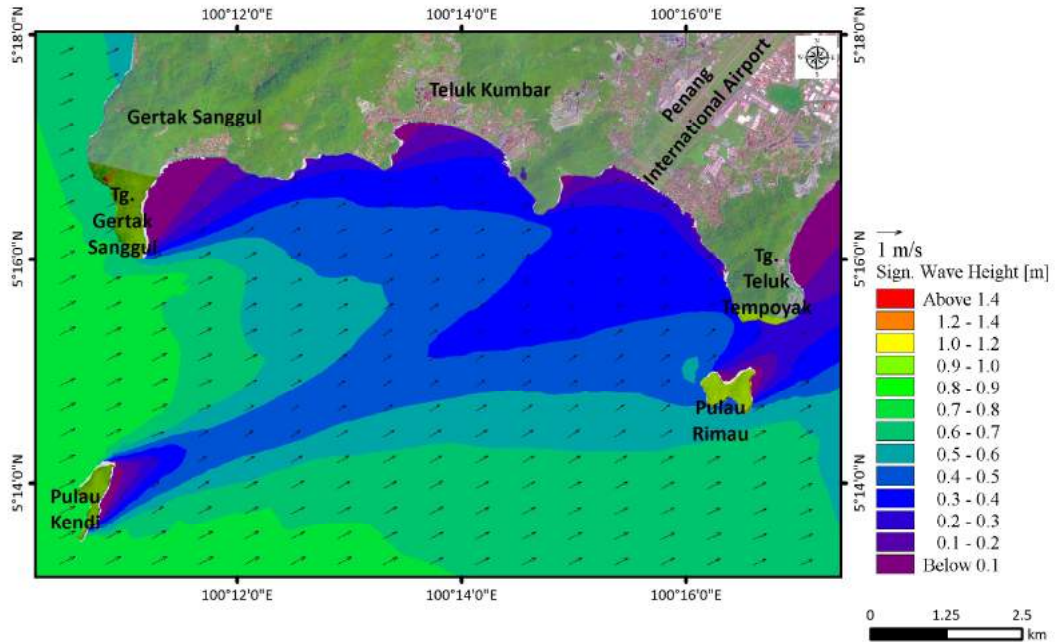 100°12'0"E
100°14'0"E
100°16'0"E
5°18'0"N
5°18'0"N
Gertak Sanggul
Teluk Kumbar
Penang
International Airport
Tg.
Gertak
Sanggul
5°16'0"N
5°16'0"N
Tg.
Teluk
Tempoyak
Pulau
Rimau
5°14'0"N
5°14'0"N
Pulau
Kendi
100°12'0"E
100°14'0"E
100°16'0"E
1 m/s
Sign. Wave Height [m]
Above 1.4
1.2 - 1.4
1.0 - 1.2
0.9 - 1.0
0.8 - 0.9
0.7 - 0.8
0.6 - 0.7
0.5 - 0.6
0.4 - 0.5
0.3 - 0.4
0.2 - 0.3
0.1 - 0.2
Below 0.1
0 1.25 2.5
km